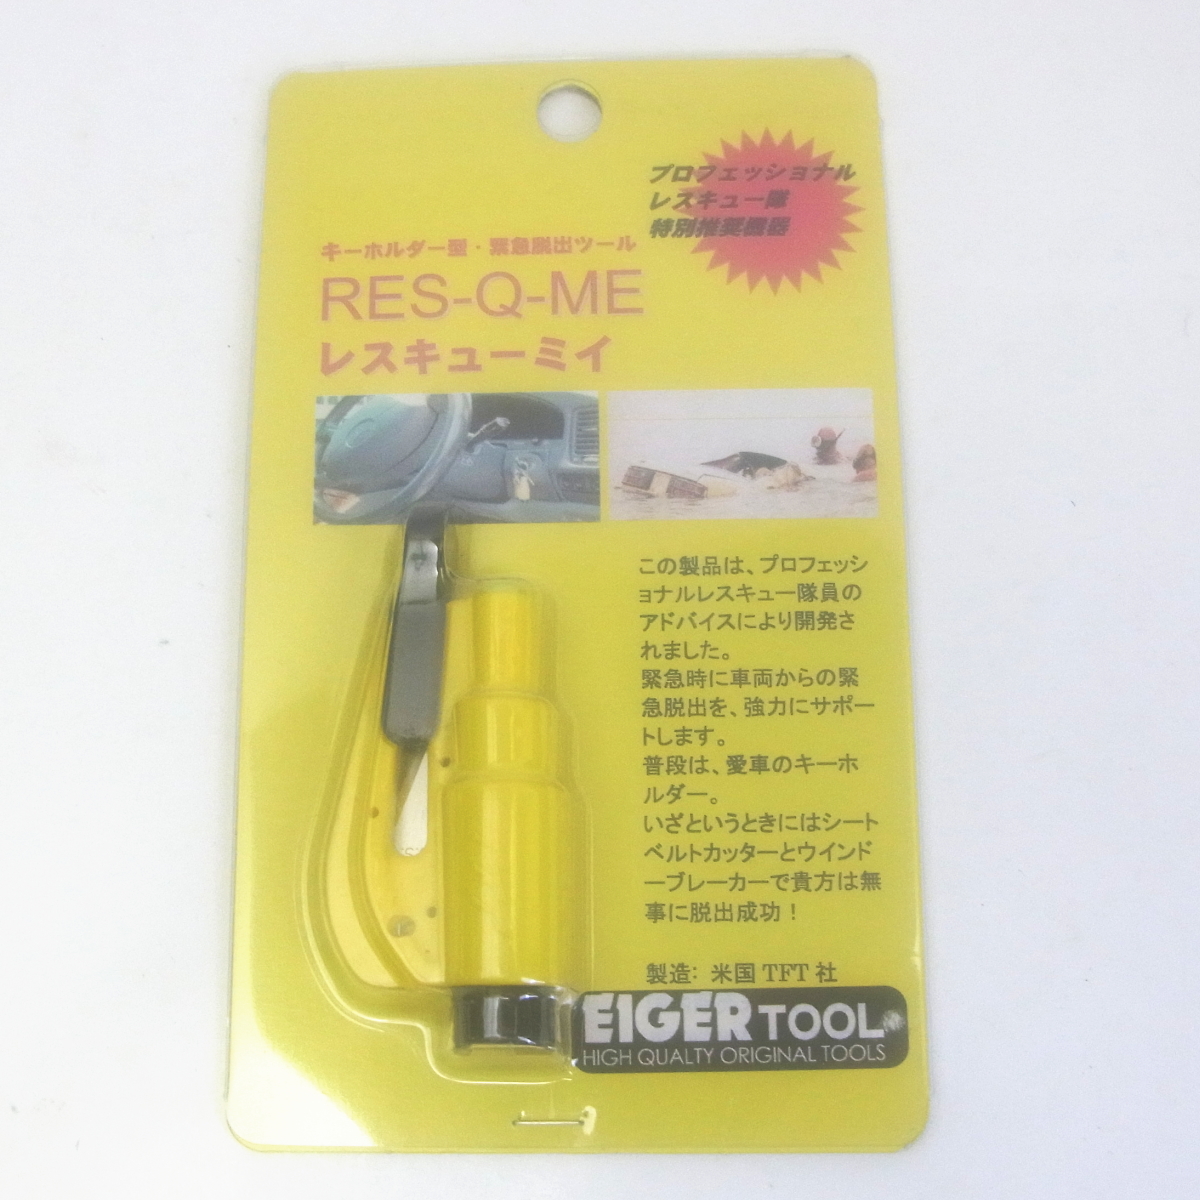 プロフェッショナル
レスキュー隊
特別推奨機器
キーホルダー型・緊急脱出ツール
RES-Q-ME
レスキューミイ
この製品は、プロフェッシ
ョナルレスキュー隊員の
アドバイスにより開発さ
れました。
緊急時に車両からの緊
急脱出を、強力にサポー
トします。
普段は、愛車のキーホ
ルダー。
いざというときにはシート
ベルトカッターとウインド
ーブレーカーで貴方は無
事に脱出成功！
製造: 米国 TFT 社
EIGER TOOL
HIGH QUALTY ORIGINAL TOOLS